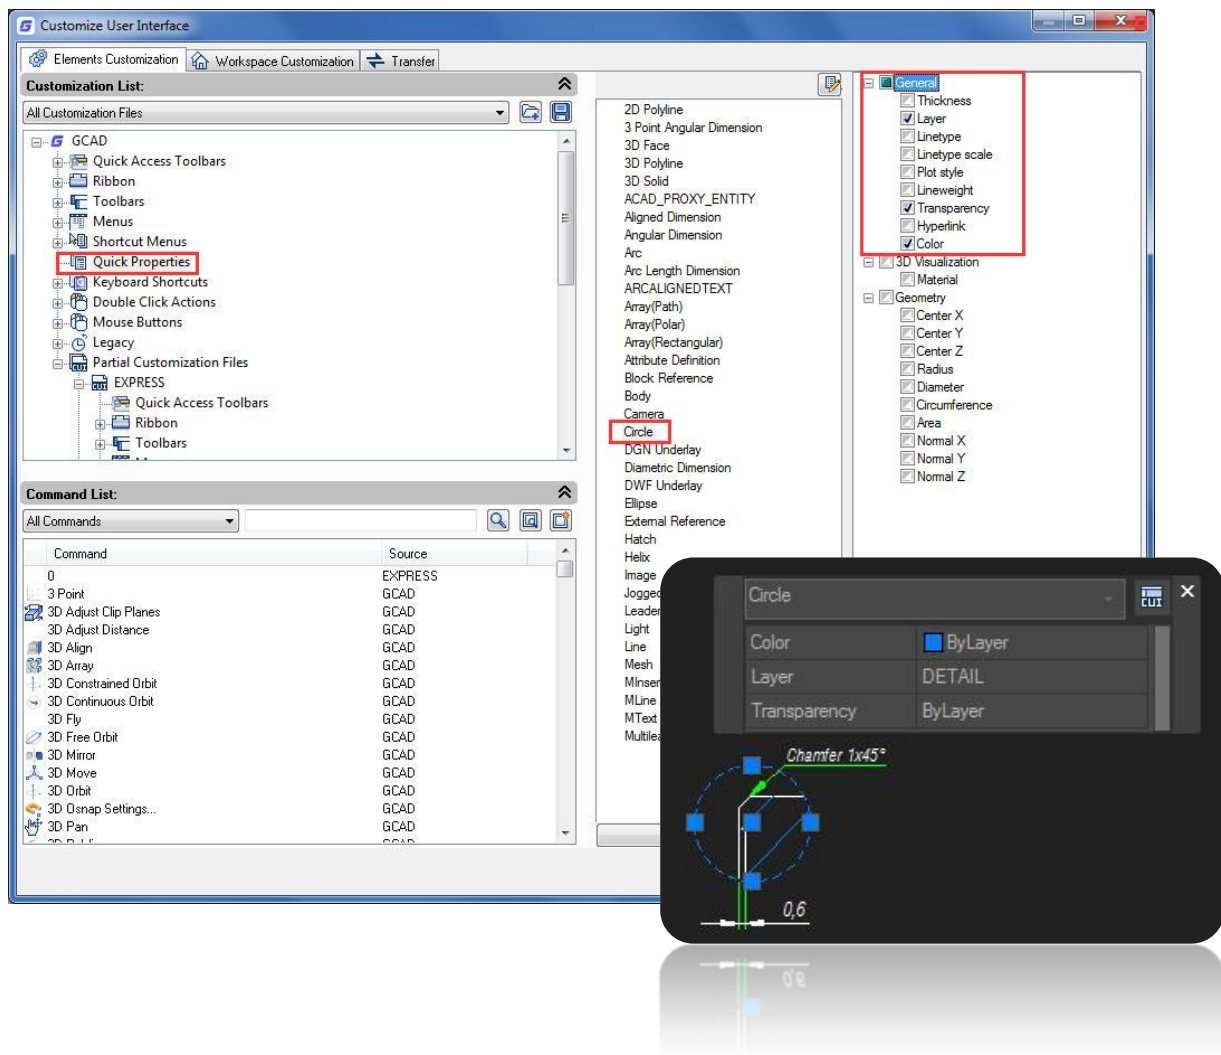 Customize User Interface
Elements Customization
Workspace Customization
Transfer
Customization List:
All Customization Files
GCAD
Quick Access Toolbars
Ribbon
Toolbars
Menus
Shortcut Menus
Quick Properties
Keyboard Shortcuts
Double Click Actions
Mouse Buttons
Legacy
Partial Customization Files
EXPRESS
Quick Access Toolbars
Ribbon
Toolbars
Command List:
All Commands
Command Source
0 EXPRESS
3 Point GCAD
3D Adjust Clip Planes GCAD
3D Adjust Distance GCAD
3D Align GCAD
3D Array GCAD
3D Constrained Orbit GCAD
3D Continuous Orbit GCAD
3D Fly GCAD
3D Free Orbit GCAD
3D Mirror GCAD
3D Move GCAD
3D Orbit GCAD
3D Osnap Settings... GCAD
3D Pan GCAD
2D Polyline
3 Point Angular Dimension
3D Face
3D Polyline
3D Solid
ACAD_PROXY_ENTITY
Aligned Dimension
Angular Dimension
Arc
Arc Length Dimension
ARCALIGNEDTEXT
Array(Path)
Array(Polar)
Array(Rectangular)
Attribute Definition
Block Reference
Body
Camera
Circle
DGN Underlay
Diametric Dimension
DWF Underlay
Ellipse
External Reference
Hatch
Helix
Image
Jogged
Leader
Light
Line
Mesh
MInser
MLine
MText
Multilea
General
Thickness
Layer
Linetype
Linetype scale
Plot style
Lineweight
Transparency
Hyperlink
Color
3D Visualization
Material
Geometry
Center X
Center Y
Center Z
Radius
Diameter
Circumference
Area
Normal X
Normal Y
Normal Z
Circle
CUI
Color ByLayer
Layer DETAIL
Transparency ByLayer
Chamfer 1x45°
0,6